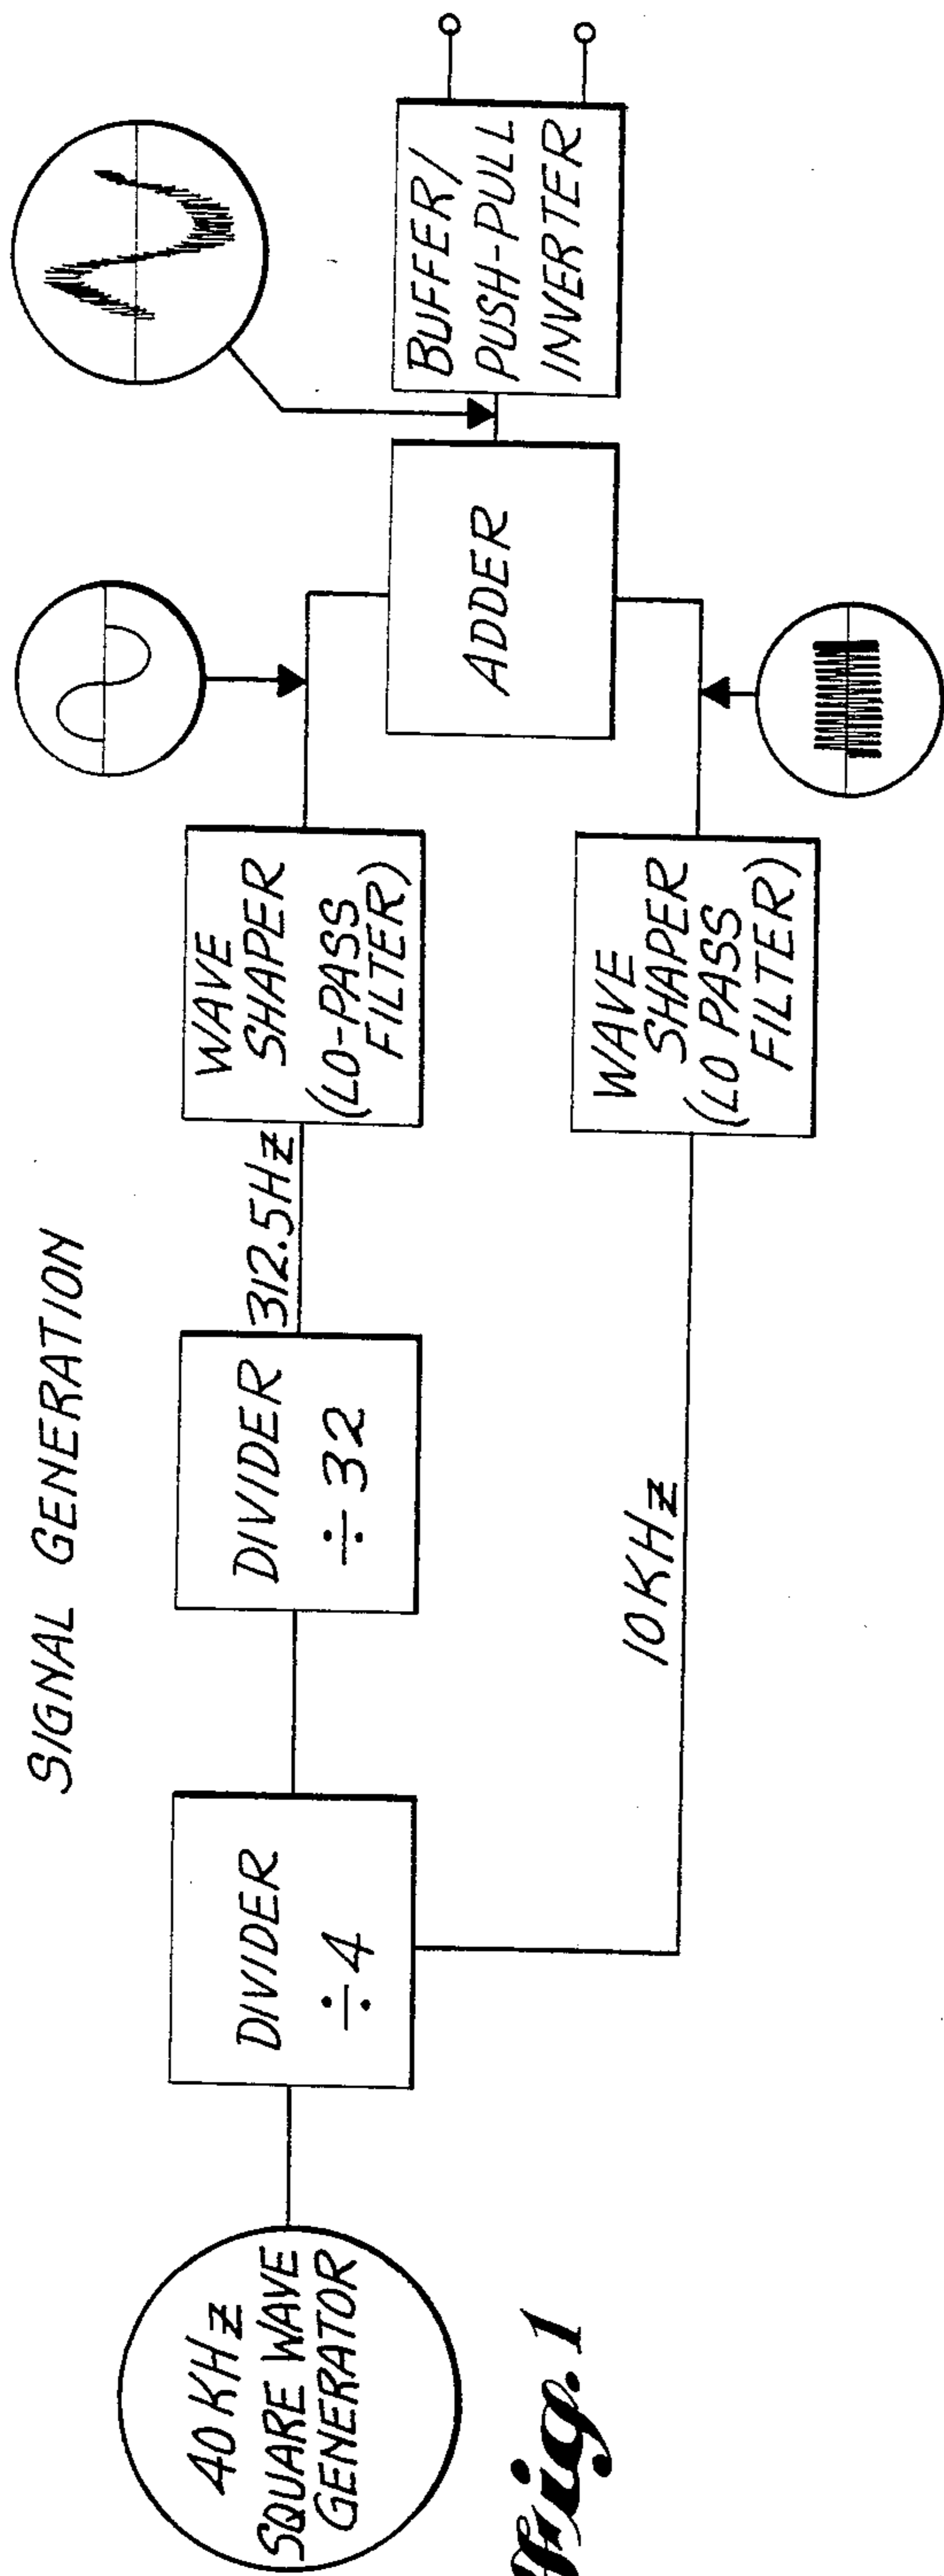 SIGNAL GENERATION
40 KHz
SQUARE WAVE
GENERATOR
DIVIDER
÷ 4
DIVIDER
÷ 32
312.5Hz
WAVE
SHAPER
(LO-PASS
FILTER)
10 KHz
WAVE
SHAPER
(LO PASS
FILTER)
ADDER
BUFFER/
PUSH-PULL
INVERTER
Fig. 1